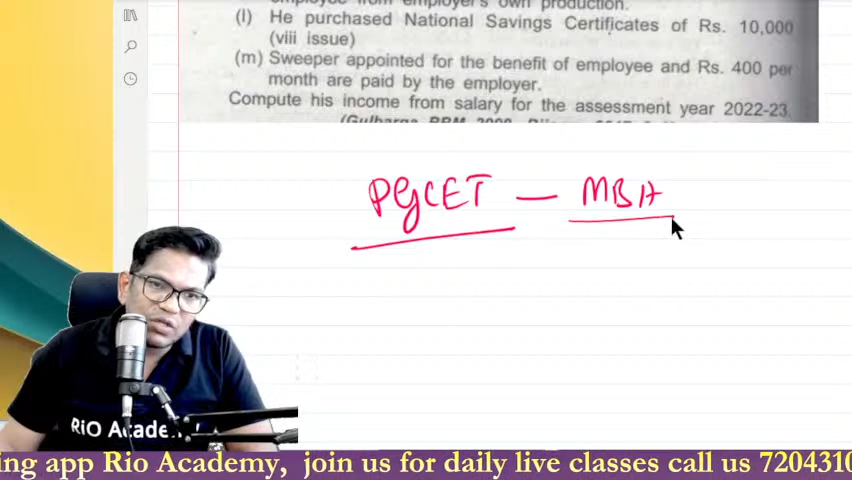 employee from employer's own production.
(l) He purchased National Savings Certificates of Rs. 10,000
(viii issue)
(m) Sweeper appointed for the benefit of employee and Rs. 400 per
month are paid by the employer.
Compute his income from salary for the assessment year 2022-23.
PGCET — MBA
RiO Acade
ing app Rio Academy, join us for daily live classes call us 7204310